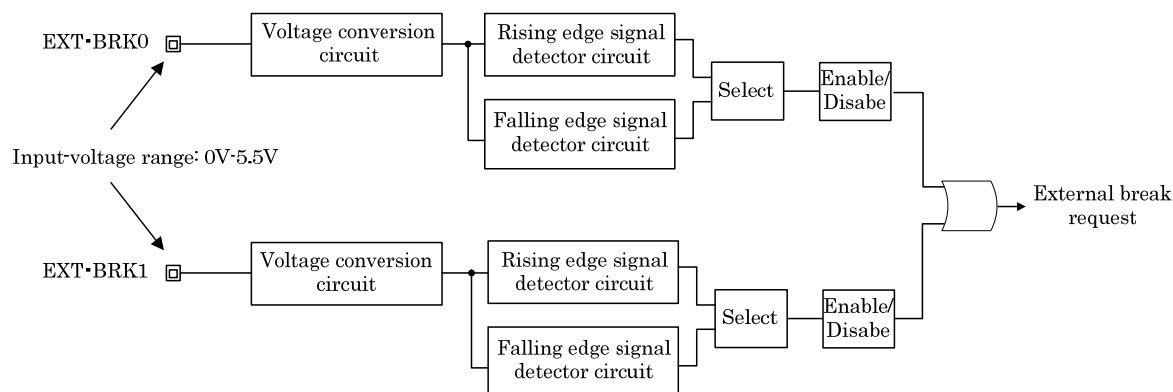 EXT-BRK0
Voltage conversion
circuit
Rising edge signal
detector circuit
Falling edge signal
detector circuit
Select
Enable/
Disabe
Input-voltage range: 0V-5.5V
External break
request
EXT-BRK1
Voltage conversion
circuit
Rising edge signal
detector circuit
Falling edge signal
detector circuit
Select
Enable/
Disabe